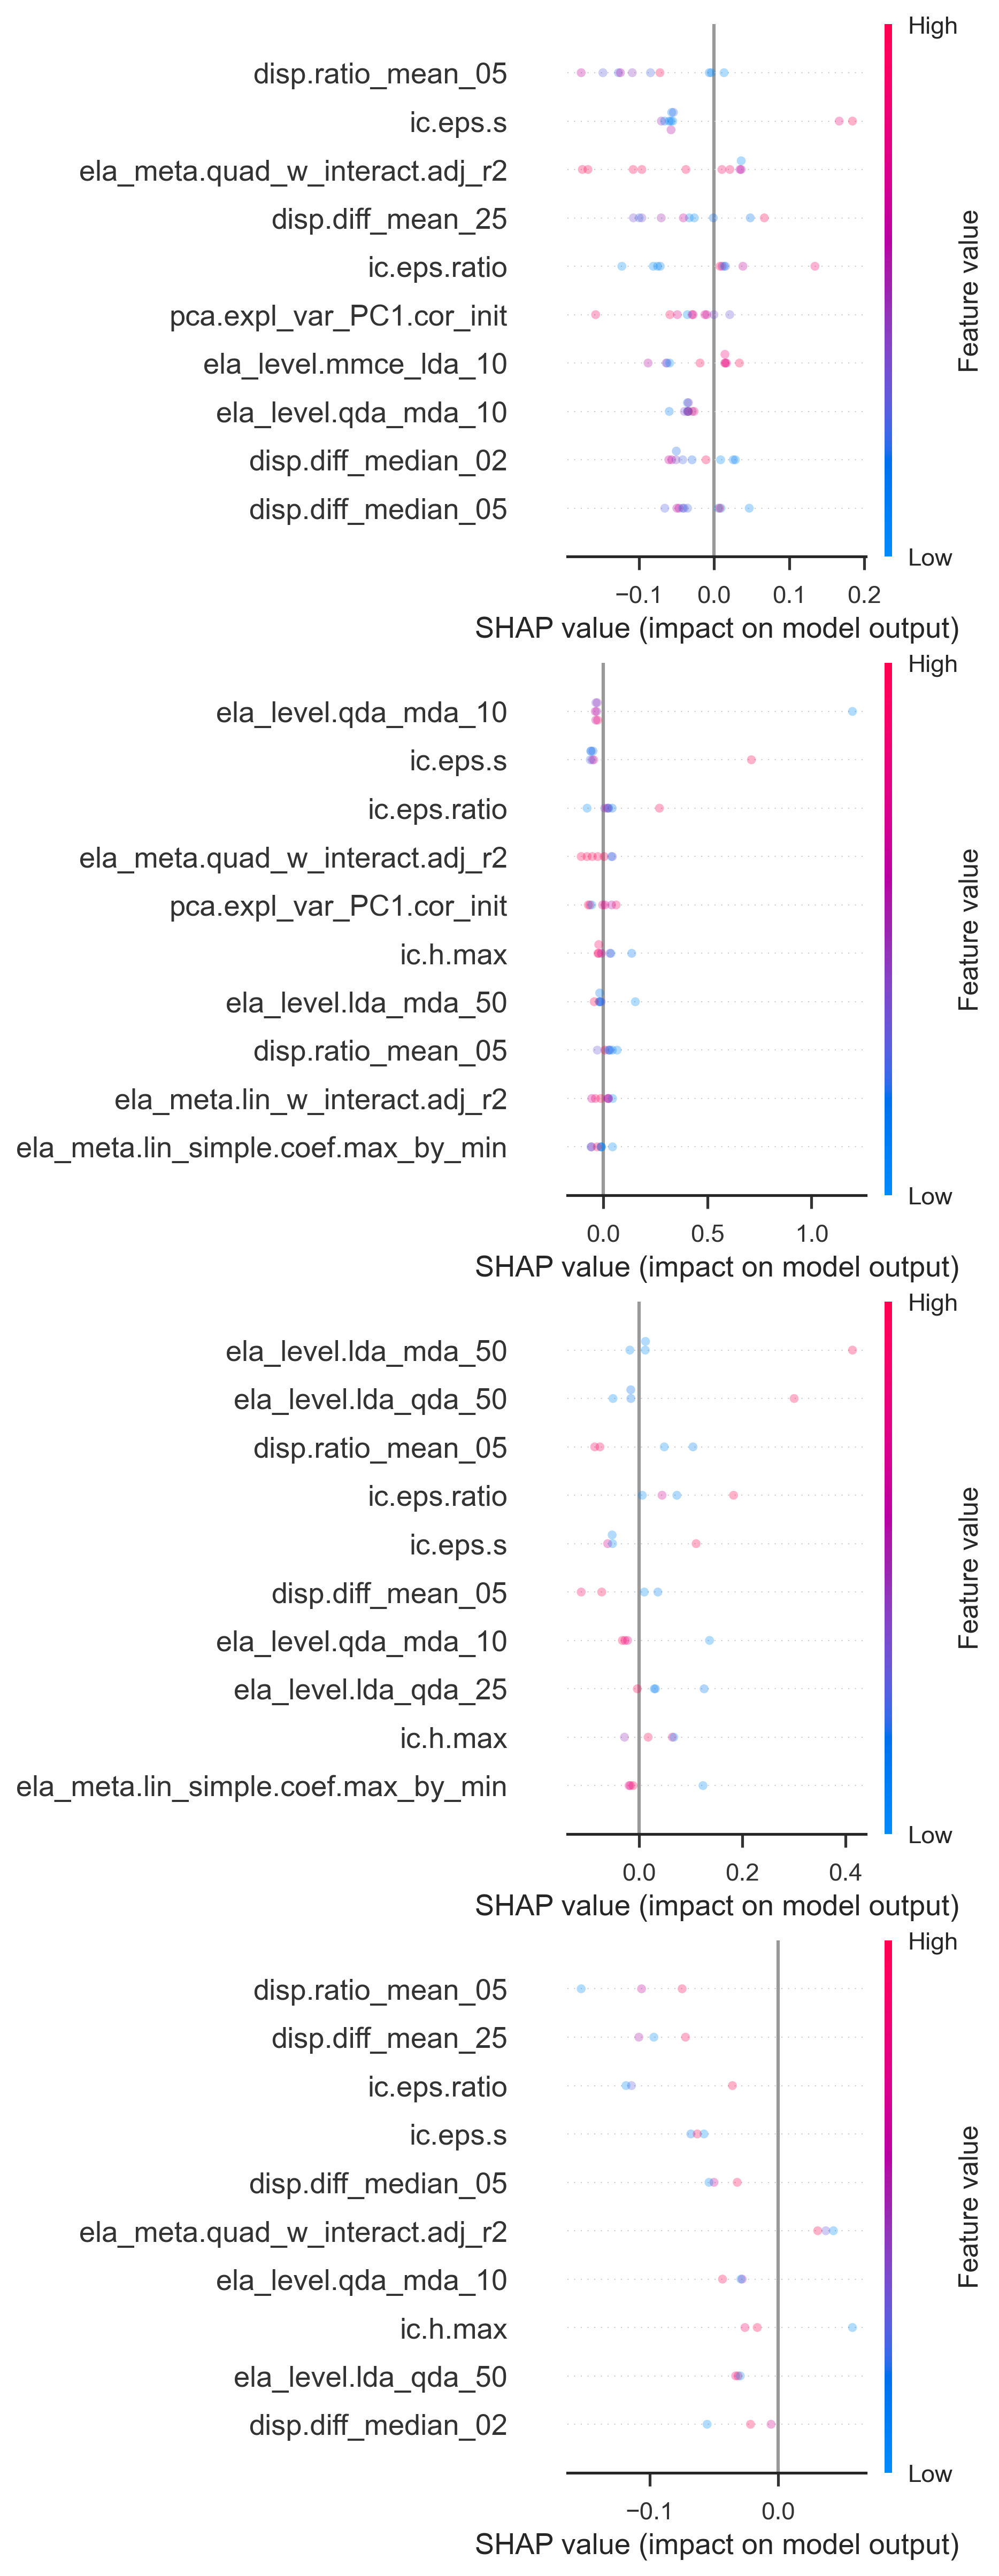 High
disp.ratio_mean_05
ic.eps.s
ela_meta.quad_w_interact.adj_r2
disp.diff_mean_25
ic.eps.ratio
pca.expl_var_PC1.cor_init
ela_level.mmce_lda_10
ela_level.qda_mda_10
disp.diff_median_02
disp.diff_median_05
Feature value
Low
−0.1 0.0 0.1 0.2
SHAP value (impact on model output)
High
ela_level.qda_mda_10
ic.eps.s
ic.eps.ratio
ela_meta.quad_w_interact.adj_r2
pca.expl_var_PC1.cor_init
ic.h.max
ela_level.lda_mda_50
disp.ratio_mean_05
ela_meta.lin_w_interact.adj_r2
ela_meta.lin_simple.coef.max_by_min
Feature value
Low
0.0 0.5 1.0
SHAP value (impact on model output)
High
ela_level.lda_mda_50
ela_level.lda_qda_50
disp.ratio_mean_05
ic.eps.ratio
ic.eps.s
disp.diff_mean_05
ela_level.qda_mda_10
ela_level.lda_qda_25
ic.h.max
ela_meta.lin_simple.coef.max_by_min
Feature value
Low
0.0 0.2 0.4
SHAP value (impact on model output)
High
disp.ratio_mean_05
disp.diff_mean_25
ic.eps.ratio
ic.eps.s
disp.diff_median_05
ela_meta.quad_w_interact.adj_r2
ela_level.qda_mda_10
ic.h.max
ela_level.lda_qda_50
disp.diff_median_02
Feature value
Low
−0.1 0.0
SHAP value (impact on model output)